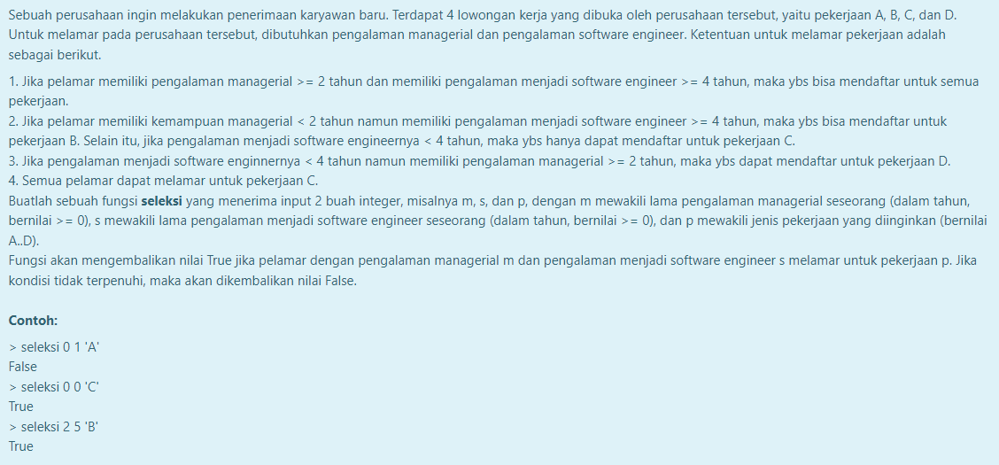 Sebuah perusahaan ingin melakukan penerimaan karyawan baru. Terdapat 4 lowongan kerja yang dibuka oleh perusahaan tersebut, yaitu pekerjaan A, B, C, dan D.
Untuk melamar pada perusahaan tersebut, dibutuhkan pengalaman managerial dan pengalaman software engineer. Ketentuan untuk melamar pekerjaan adalah
sebagai berikut.
1. Jika pelamar memiliki pengalaman managerial >= 2 tahun dan memiliki pengalaman menjadi software engineer >= 4 tahun, maka ybs bisa mendaftar untuk semua
pekerjaan.
2. Jika pelamar memiliki kemampuan managerial < 2 tahun namun memiliki pengalaman menjadi software engineer >= 4 tahun, maka ybs bisa mendaftar untuk
pekerjaan B. Selain itu, jika pengalaman menjadi software engineernya < 4 tahun, maka ybs hanya dapat mendaftar untuk pekerjaan C.
3. Jika pengalaman menjadi software enginnernya < 4 tahun namun memiliki pengalaman managerial >= 2 tahun, maka ybs dapat mendaftar untuk pekerjaan D.
4. Semua pelamar dapat melamar untuk pekerjaan C.
Buatlah sebuah fungsi seleksi yang menerima input 2 buah integer, misalnya m, s, dan p, dengan m mewakili lama pengalaman managerial seseorang (dalam tahun,
bernilai >= 0), s mewakili lama pengalaman menjadi software engineer seseorang (dalam tahun, bernilai >= 0), dan p mewakili jenis pekerjaan yang diinginkan (bernilai
A..D).
Fungsi akan mengembalikan nilai True jika pelamar dengan pengalaman managerial m dan pengalaman menjadi software engineer s melamar untuk pekerjaan p. Jika
kondisi tidak terpenuhi, maka akan dikembalikan nilai False.
Contoh:
> seleksi 0 1 'A'
False
> seleksi 0 0 'C'
True
> seleksi 2 5 'B'
True